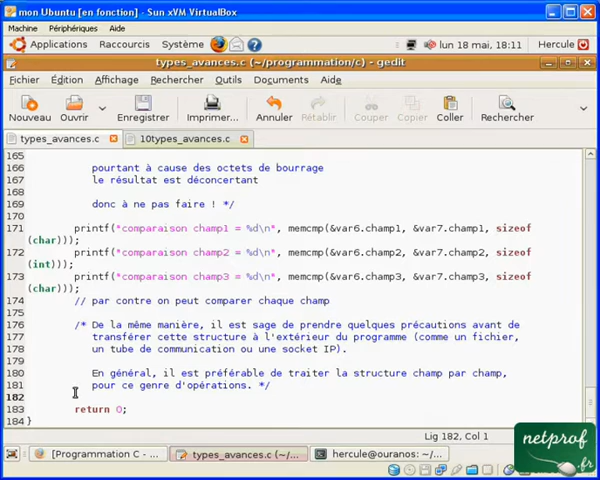 mon Ubuntu [en fonction] - Sun xVM VirtualBox
Machine Périphériques Aide
Applications Raccourcis Système lun 18 mai, 18:11 Hercule
types_avances.c (~/programmation/c) - gedit
Fichier Édition Affichage Rechercher Outils Documents Aide
Nouveau Ouvrir Enregistrer Imprimer... Annuler Rétablir Couper Copier Coller Rechercher
types_avances.c 10types_avances.c
165
166 pourtant à cause des octets de bourrage
167 le résultat est déconcertant
168
169 donc à ne pas faire ! */
170
171 printf("comparaison champ1 = %d\n", memcmp(&var6.champ1, &var7.champ1, sizeof
(char)));
172 printf("comparaison champ2 = %d\n", memcmp(&var6.champ2, &var7.champ2, sizeof
(int)));
173 printf("comparaison champ3 = %d\n", memcmp(&var6.champ3, &var7.champ3, sizeof
(char)));
174 // par contre on peut comparer chaque champ
175
176 /* De la même manière, il est sage de prendre quelques précautions avant de
177 transférer cette structure à l'extérieur du programme (comme un fichier,
178 un tube de communication ou une socket IP).
179
180 En général, il est préférable de traiter la structure champ par champ,
181 pour ce genre d'opérations. */
182
183 return 0;
184 }
Lig 182, Col 1
[Programmation C - ... types_avances.c (~/... hercule@ouranos: ~/...
netprof
.fr